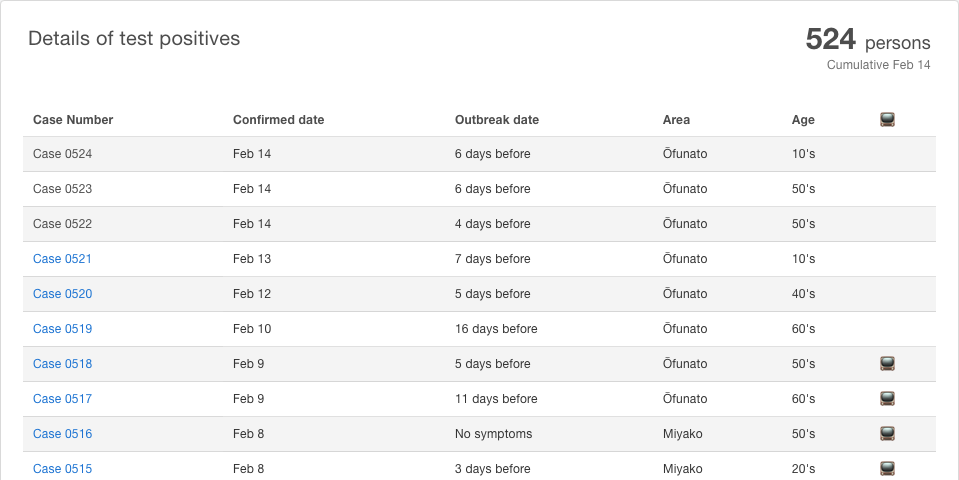 Details of test positives
524 persons
Cumulative Feb 14
Case Number Confirmed date Outbreak date Area Age
Case 0524 Feb 14 6 days before Ōfunato 10's
Case 0523 Feb 14 6 days before Ōfunato 50's
Case 0522 Feb 14 4 days before Ōfunato 50's
Case 0521 Feb 13 7 days before Ōfunato 10's
Case 0520 Feb 12 5 days before Ōfunato 40's
Case 0519 Feb 10 16 days before Ōfunato 60's
Case 0518 Feb 9 5 days before Ōfunato 50's
Case 0517 Feb 9 11 days before Ōfunato 60's
Case 0516 Feb 8 No symptoms Miyako 50's
Case 0515 Feb 8 3 days before Miyako 20's